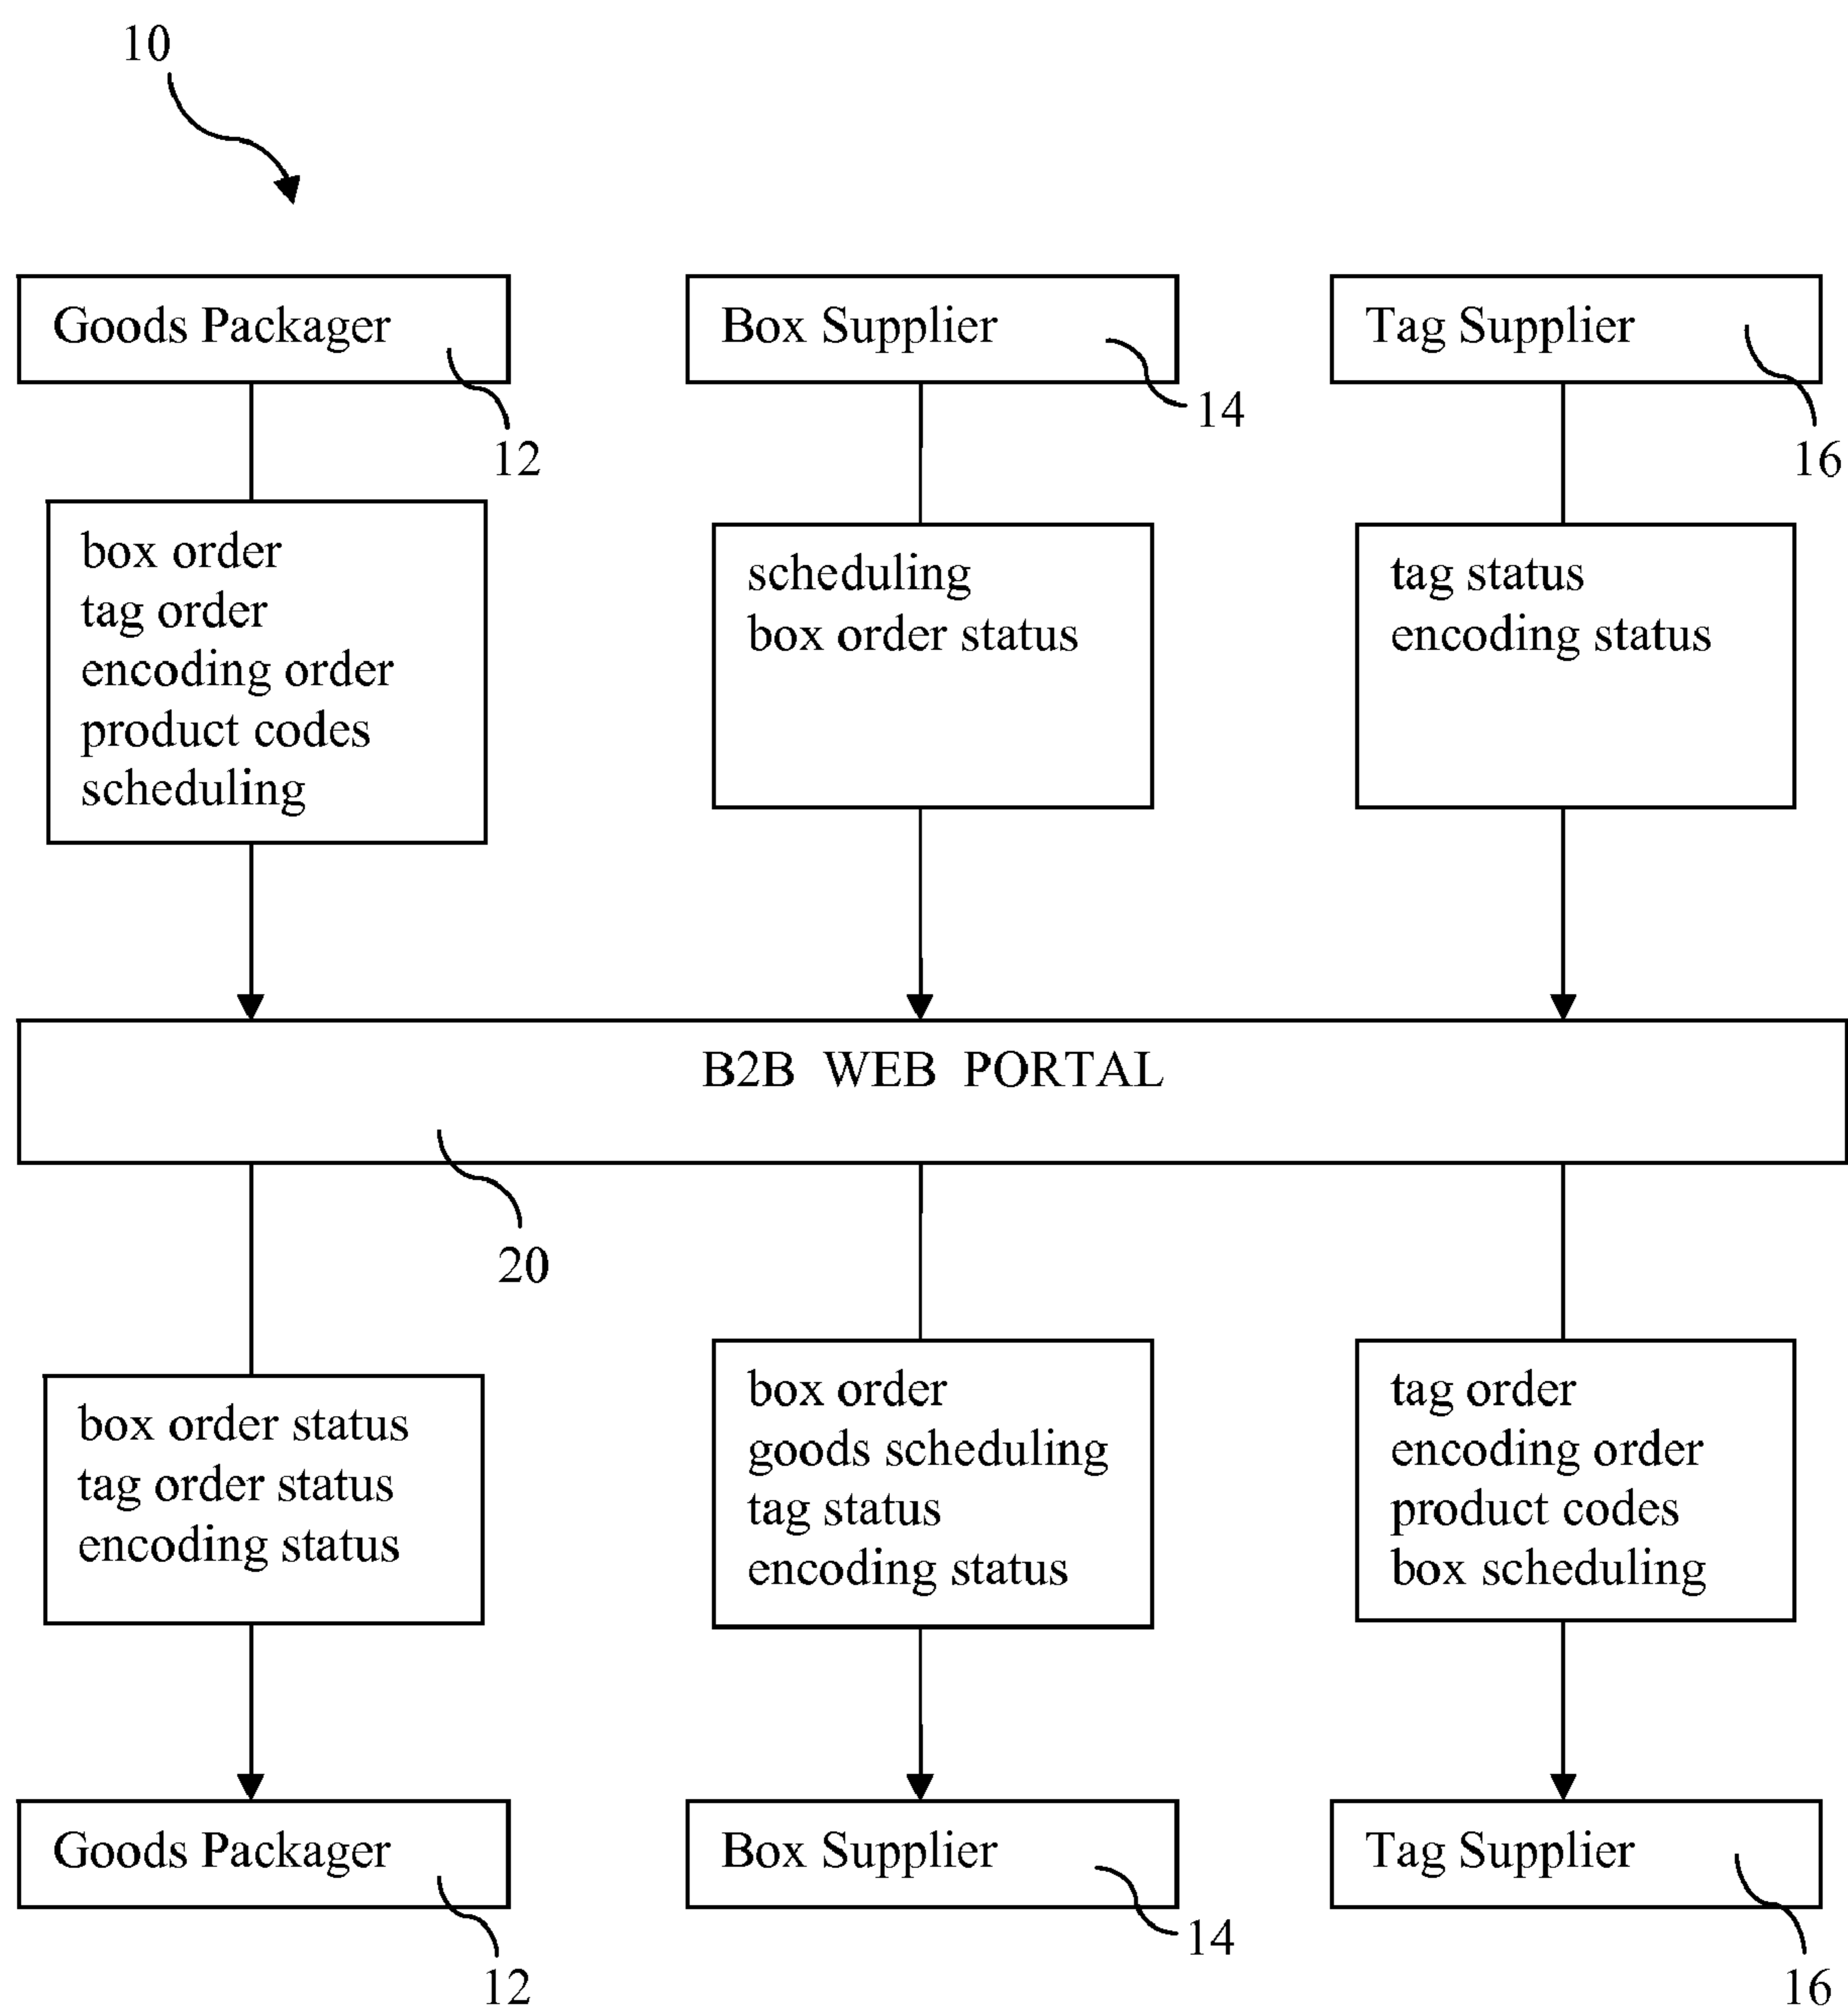 10
Goods Packager
12
Box Supplier
14
Tag Supplier
16
box order
tag order
encoding order
product codes
scheduling
scheduling
box order status
tag status
encoding status
B2B WEB PORTAL
20
box order status
tag order status
encoding status
box order
goods scheduling
tag status
encoding status
tag order
encoding order
product codes
box scheduling
Goods Packager
12
Box Supplier
14
Tag Supplier
16